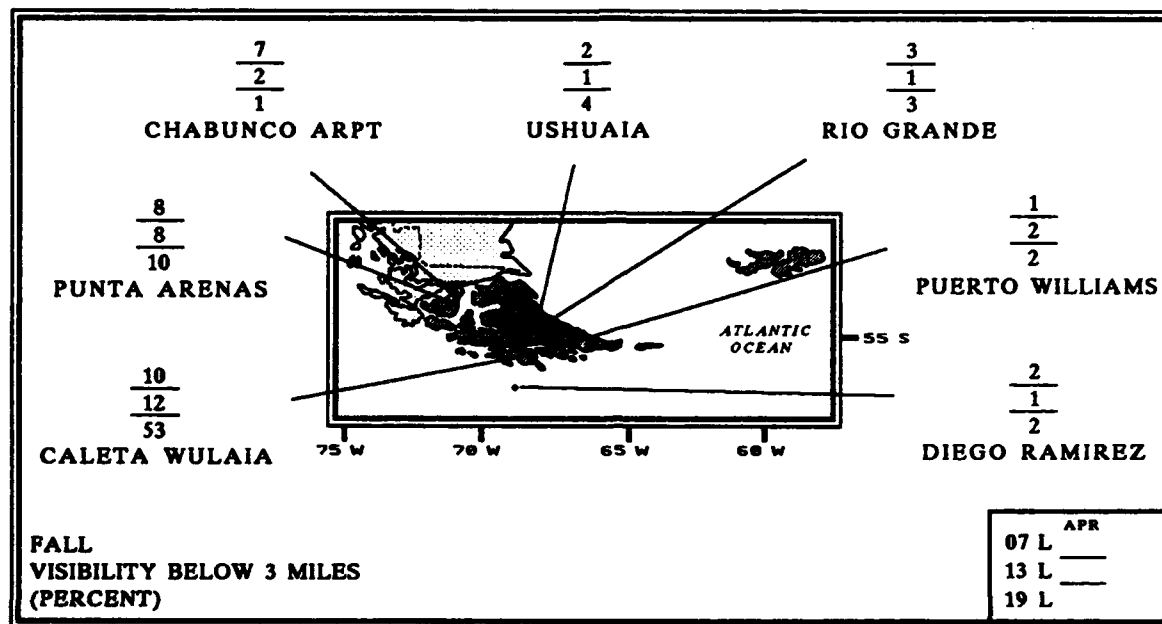 7
2
1
CHABUNCO ARPT
2
1
4
USHUAIA
3
1
3
RIO GRANDE
8
8
10
PUNTA ARENAS
1
2
2
PUERTO WILLIAMS
ATLANTIC
OCEAN
55 S
10
12
53
CALETA WULAIA
2
1
2
DIEGO RAMIREZ
75 W
70 W
65 W
60 W
FALL
VISIBILITY BELOW 3 MILES
(PERCENT)
APR
07 L
13 L
19 L